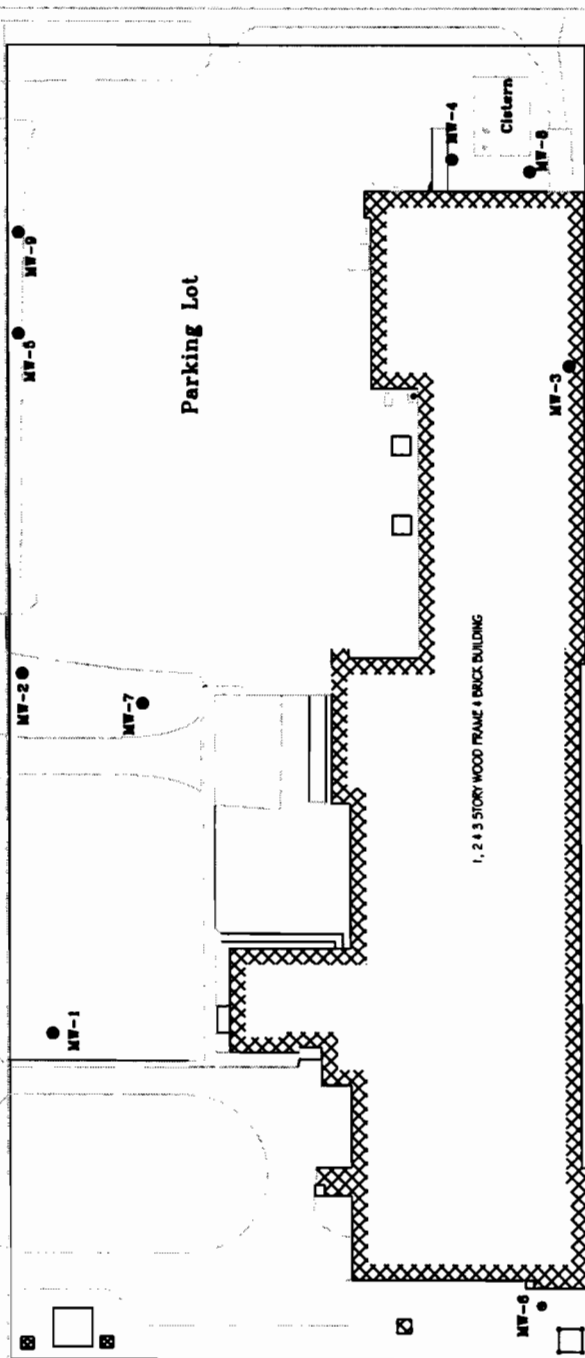 MW-4
Cistern
MW-8
MW-9
Parking Lot
MW-5
MW-3
MW-2
MW-7
1, 2 & 3 STORY WOOD FRAME & BRICK BUILDING
MW-1
MW-6